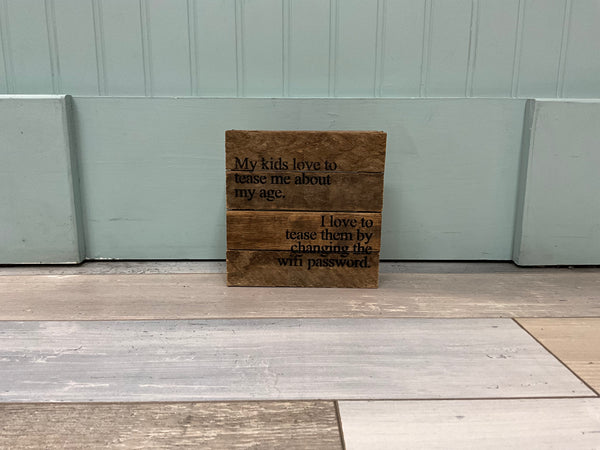 My kids love to
tease me about
my age.
I love to
tease them by
changing the
wifi password.